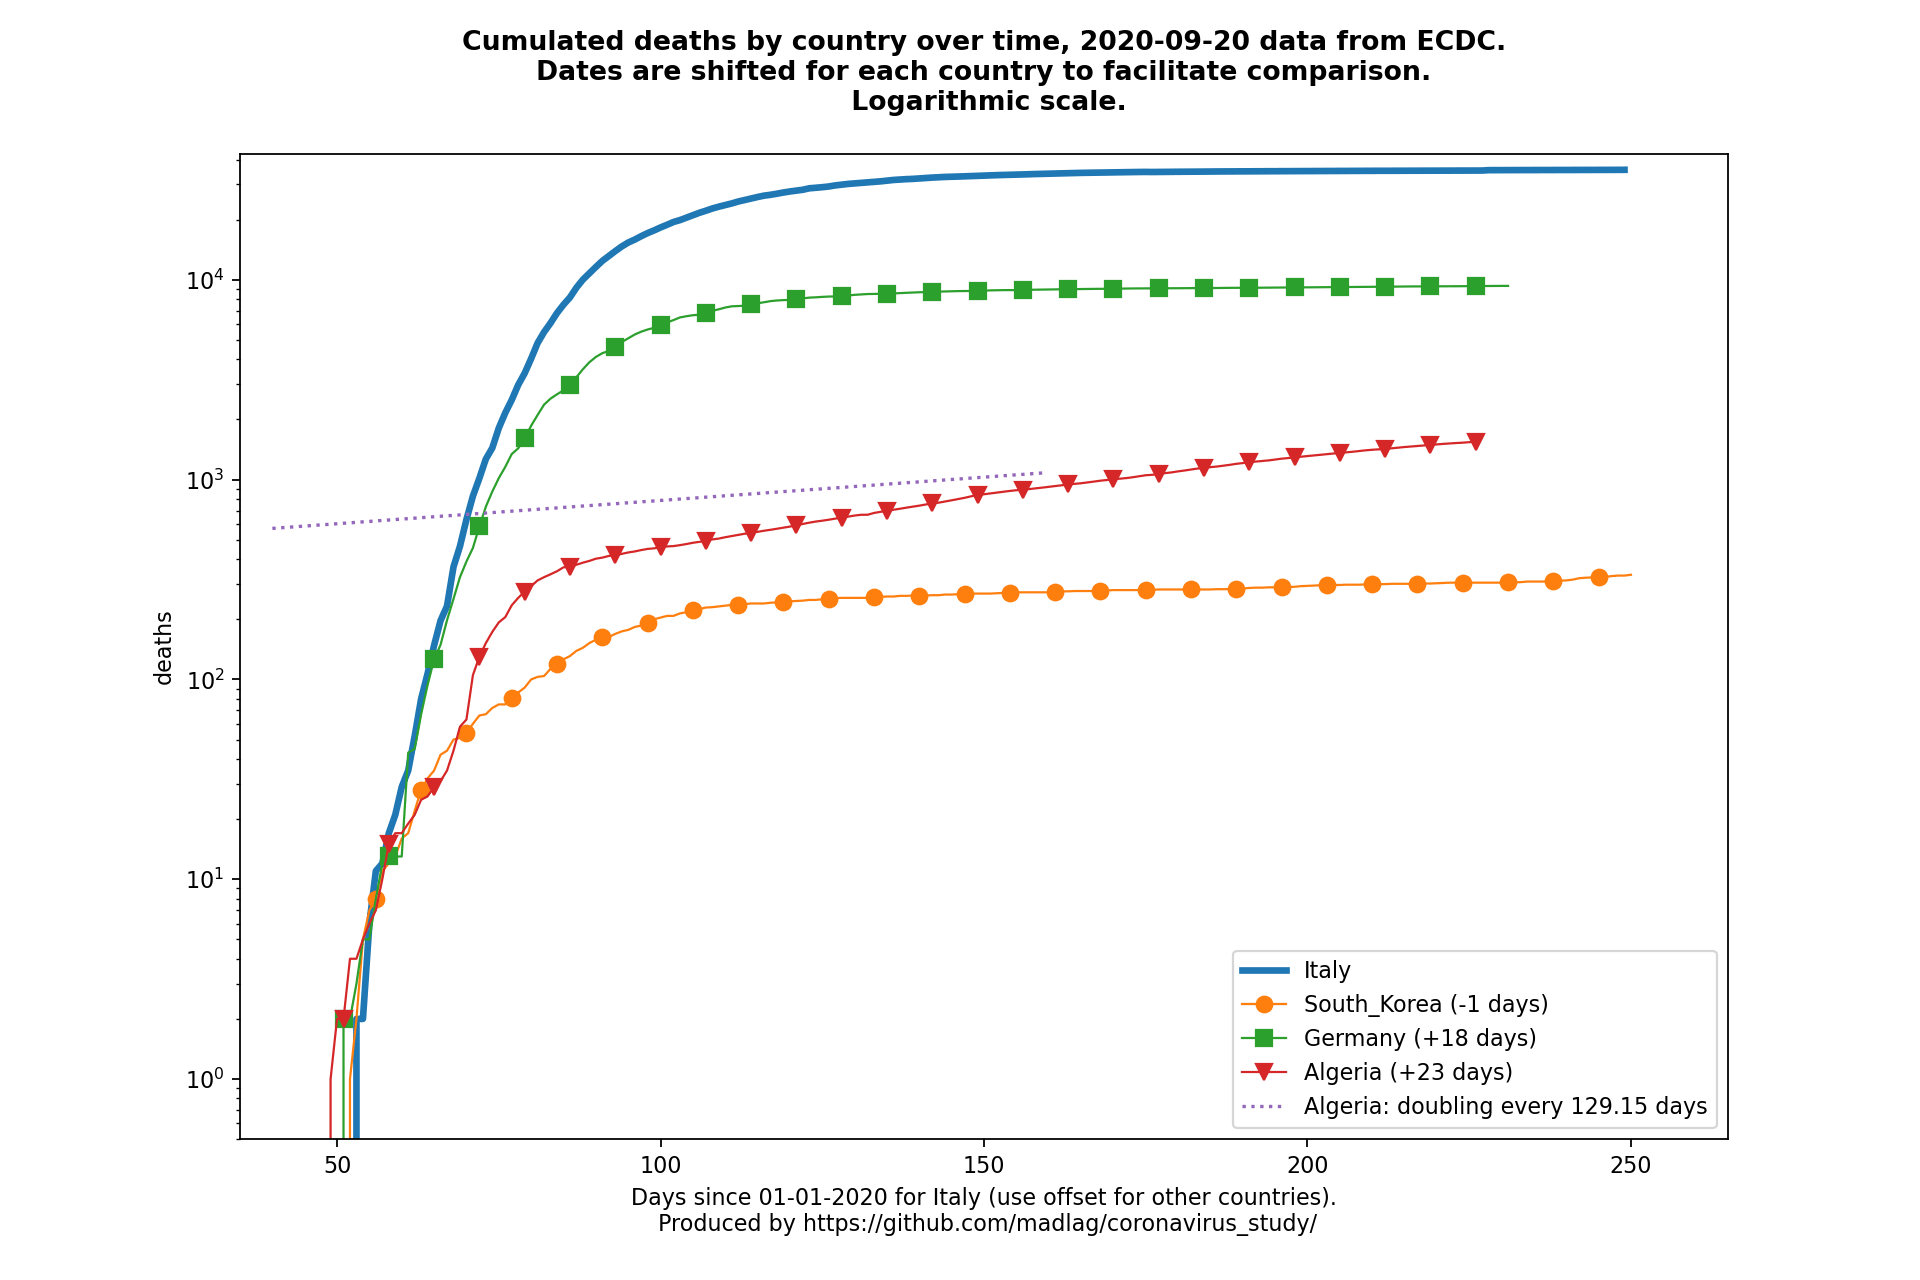 Cumulated deaths by country over time, 2020-09-20 data from ECDC.
Dates are shifted for each country to facilitate comparison.
Logarithmic scale.
deaths
10^4
10^3
10^2
10^1
10^0
50
100
150
200
250
Italy
South_Korea (-1 days)
Germany (+18 days)
Algeria (+23 days)
Algeria: doubling every 129.15 days
Days since 01-01-2020 for Italy (use offset for other countries).
Produced by https://github.com/madlag/coronavirus_study/